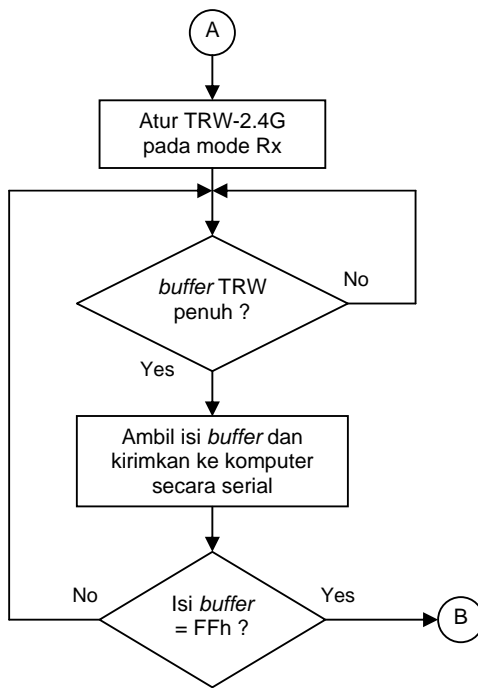 A
Atur TRW-2.4G
pada mode Rx
buffer TRW
penuh ?
No
Yes
Ambil isi buffer dan
kirimkan ke komputer
secara serial
No
Isi buffer
= FFh ?
Yes
B